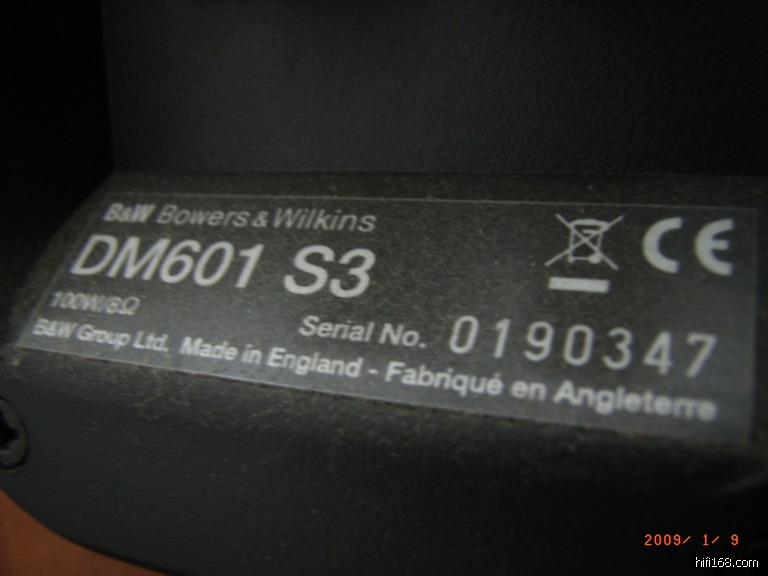 B&W Bowers & Wilkins
DM601 S3
100W/8Ω
Serial No. 0190347
B&W Group Ltd. Made in England - Fabriqué en Angleterre
CE
2009/ 1/ 9
hifi168.com